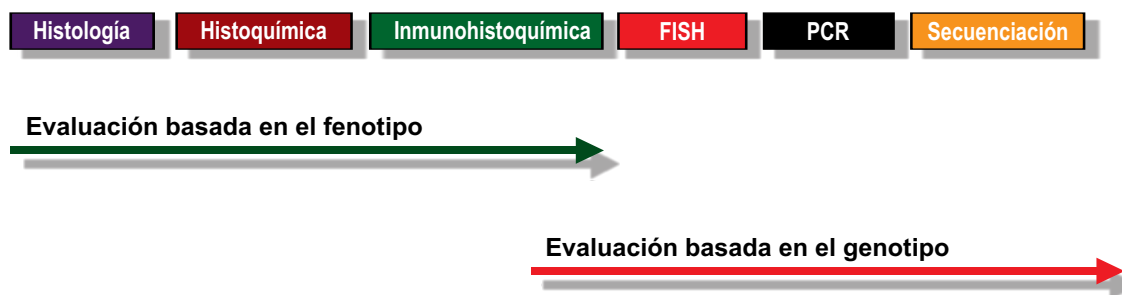 Histología Histoquímica Inmunohistoquímica FISH PCR Secuenciación
Evaluación basada en el fenotipo
Evaluación basada en el genotipo